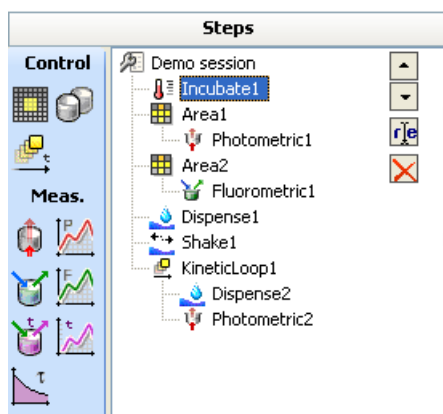 Steps
Control
Meas.
Demo session
Incubate1
Area1
Photometric1
Area2
Fluorometric1
Dispense1
Shake1
KineticLoop1
Dispense2
Photometric2
t
P
F
t
t
τ
r e